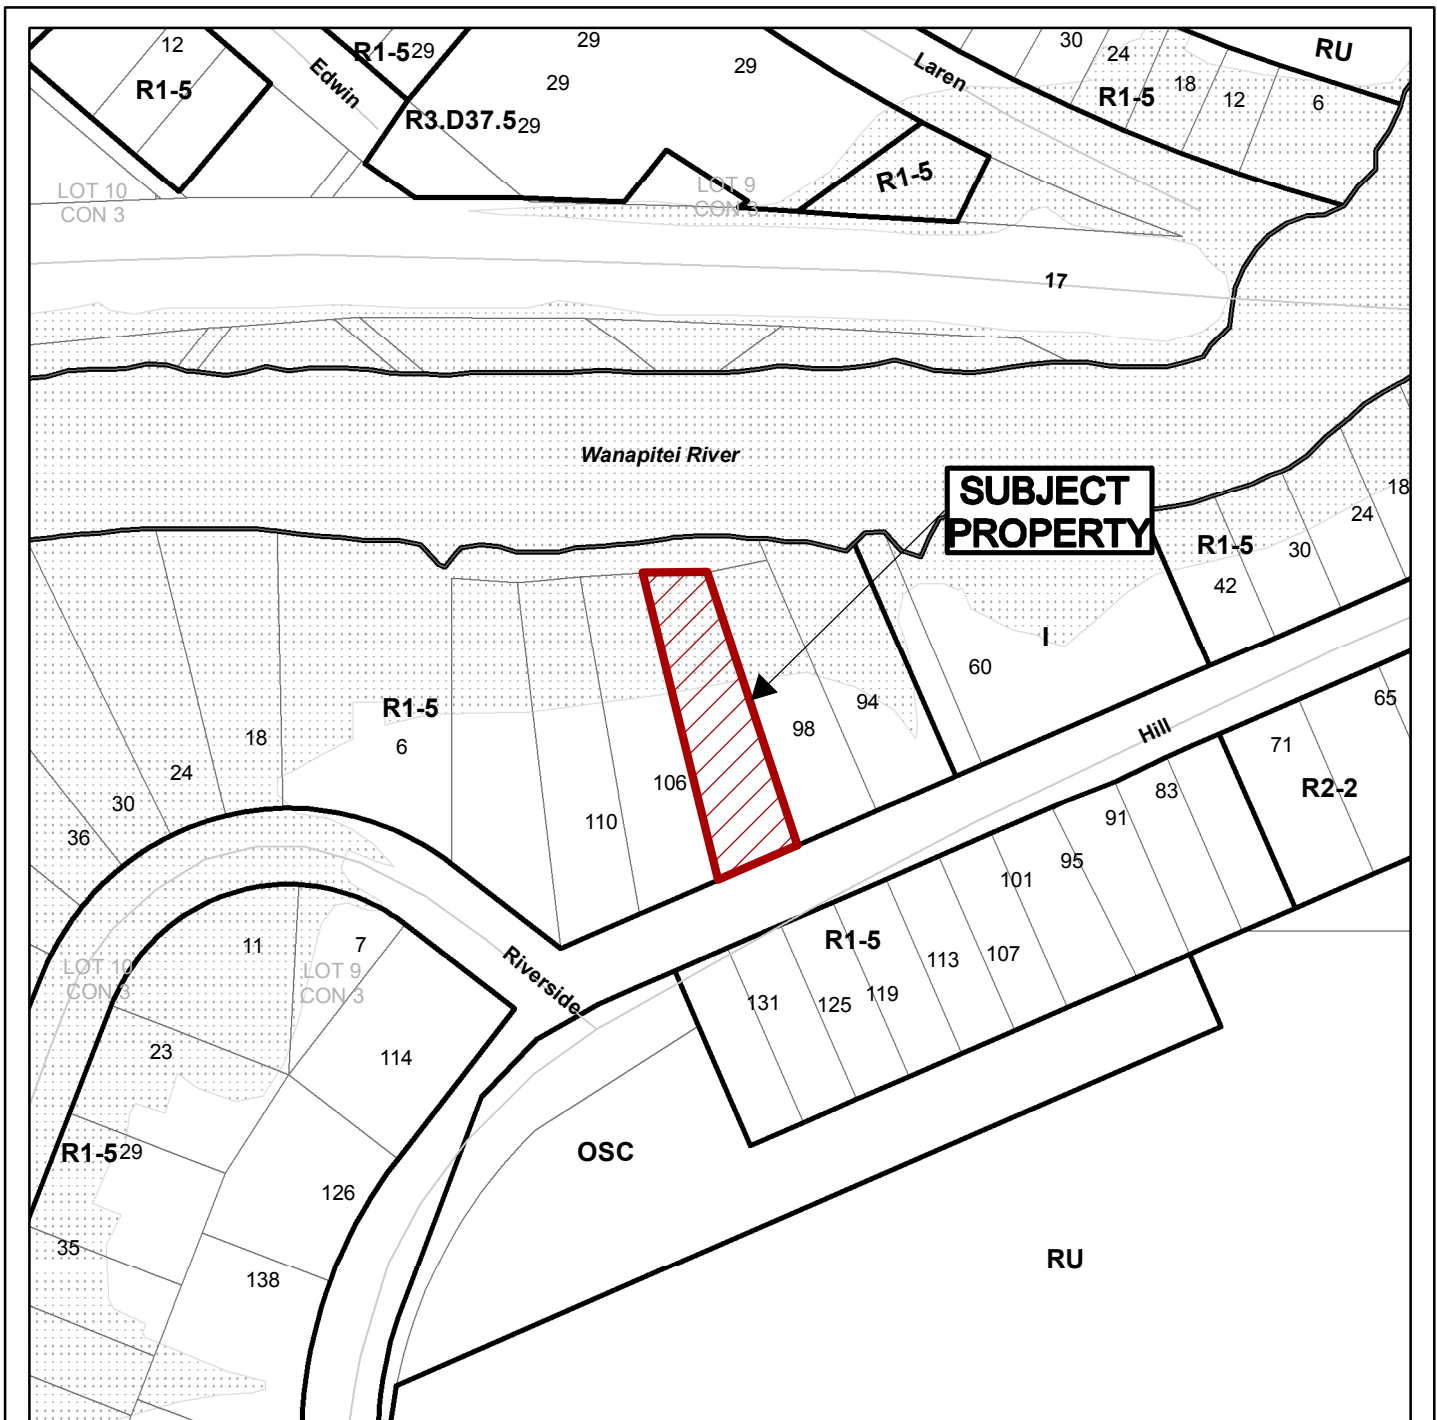 12
R1-5
Edwin
R1-529
29
29
29
R3.D37.529
Laren
30
24
18
12
6
R1-5
RU
LOT 10
CON 3
LOT 9
CON 3
R1-5
17
Wanapitei River
SUBJECT
PROPERTY
18
24
30
R1-5
42
I
60
94
98
106
110
R1-5
6
18
24
30
36
Hill
65
71
R2-2
83
91
95
101
107
113
R1-5
119
125
131
Riverside
11
7
LOT 10
CON 3
LOT 9
CON 3
23
114
R1-529
126
35
138
OSC
RU